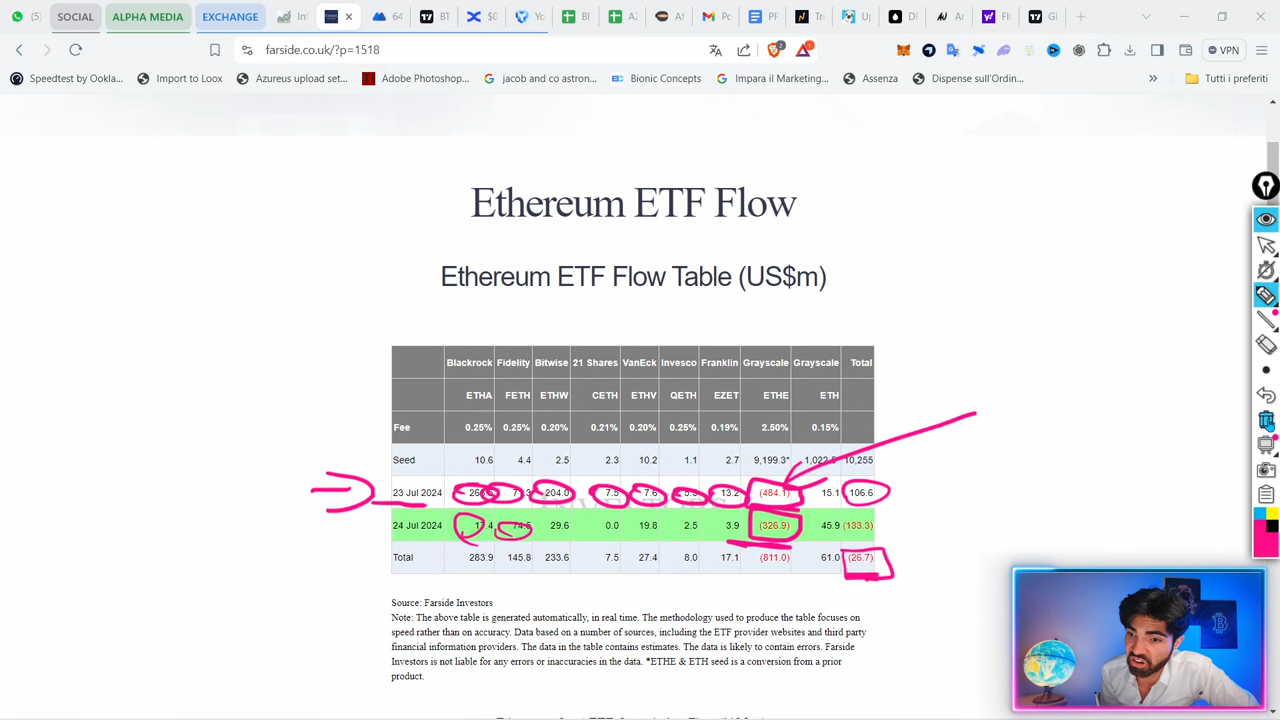 (5)
SOCIAL
ALPHA MEDIA
EXCHANGE
64
farside.co.uk/?p=1518
2
1
VPN
Speedtest by Ookla...
Import to Loox
Azureus upload set...
Adobe Photoshop...
jacob and co astron...
Bionic Concepts
Impara il Marketing...
Assenza
Dispense sull'Ordin...
Tutti i preferiti
Ethereum ETF Flow
Ethereum ETF Flow Table (US$m)
Blackrock Fidelity Bitwise 21 Shares VanEck Invesco Franklin Grayscale Grayscale Total
ETHA FETH ETHW CETH ETHV QETH EZET ETHE ETH
Fee 0.25% 0.25% 0.20% 0.21% 0.20% 0.25% 0.19% 2.50% 0.15%
Seed 10.6 4.4 2.5 2.3 10.2 1.1 2.7 9,199.3* 10,255
23 Jul 2024 204.0 7.5 7.6 13.2 (484.1) 15.1 106.6
24 Jul 2024 29.6 0.0 19.8 2.5 3.9 (326.9) 45.9 (133.3)
Total 283.9 145.8 233.6 7.5 27.4 8.0 17.1 (811.0) 61.0 (26.7)
Source: Farside Investors
Note: The above table is generated automatically, in real time. The methodology used to produce the table focuses on
speed rather than on accuracy. Data based on a number of sources, including the ETF provider websites and third party
financial information providers. The data in the table contains estimates. The data is likely to contain errors. Farside
Investors is not liable for any errors or inaccuracies in the data. *ETHE & ETH seed is a conversion from a prior
product.